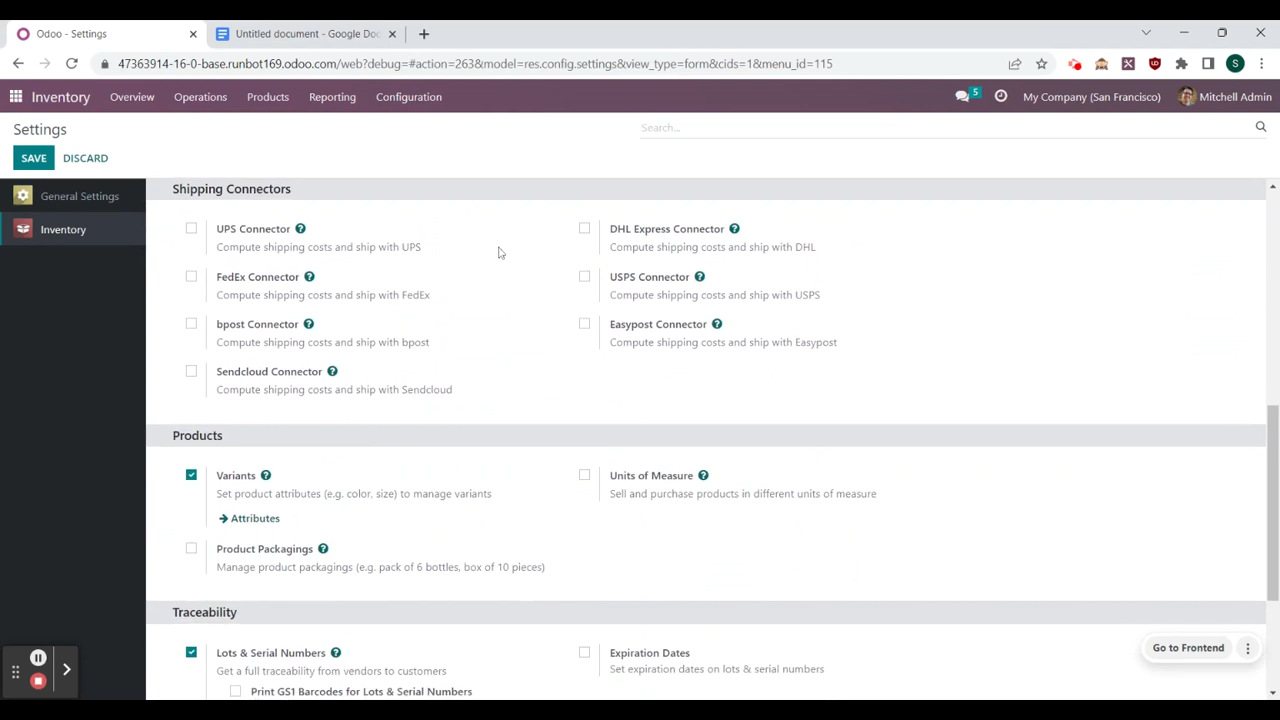 Odoo - Settings
Untitled document - Google Doc
47363914-16-0-base.runbot169.odoo.com/web?debug=#action=263&model=res.config.settings&view_type=form&cids=1&menu_id=115
S
Inventory
Overview
Operations
Products
Reporting
Configuration
5
My Company (San Francisco)
Mitchell Admin
Settings
Search...
SAVE
DISCARD
General Settings
Inventory
Shipping Connectors
UPS Connector ?
Compute shipping costs and ship with UPS
DHL Express Connector ?
Compute shipping costs and ship with DHL
FedEx Connector ?
Compute shipping costs and ship with FedEx
USPS Connector ?
Compute shipping costs and ship with USPS
bpost Connector ?
Compute shipping costs and ship with bpost
Easypost Connector ?
Compute shipping costs and ship with Easypost
Sendcloud Connector ?
Compute shipping costs and ship with Sendcloud
Products
Variants ?
Set product attributes (e.g. color, size) to manage variants
Attributes
Units of Measure ?
Sell and purchase products in different units of measure
Product Packagings ?
Manage product packagings (e.g. pack of 6 bottles, box of 10 pieces)
Traceability
Lots & Serial Numbers ?
Get a full traceability from vendors to customers
Print GS1 Barcodes for Lots & Serial Numbers
Expiration Dates
Set expiration dates on lots & serial numbers
Go to Frontend